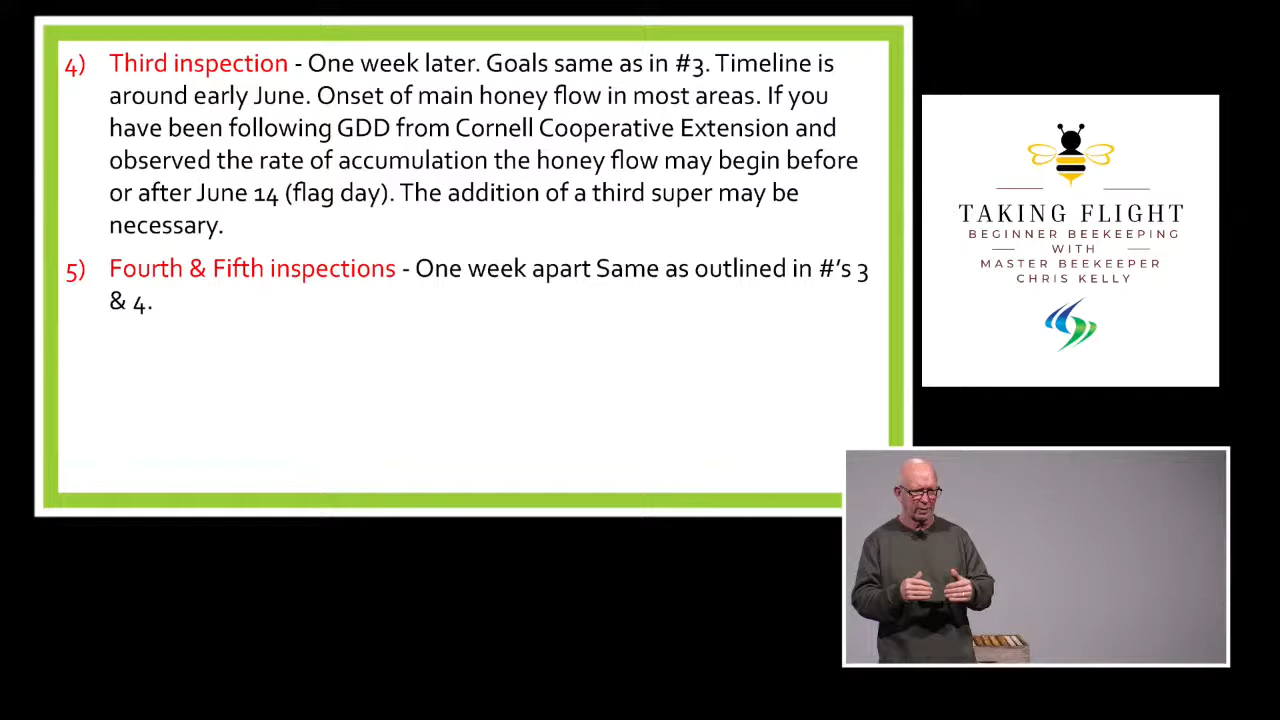 4) Third inspection - One week later. Goals same as in #3. Timeline is
around early June. Onset of main honey flow in most areas. If you
have been following GDD from Cornell Cooperative Extension and
observed the rate of accumulation the honey flow may begin before
or after June 14 (flag day). The addition of a third super may be
necessary.
5) Fourth & Fifth inspections - One week apart Same as outlined in #'s 3
& 4.
TAKING FLIGHT
BEGINNER BEEKEEPING
WITH
MASTER BEEKEEPER
CHRIS KELLY